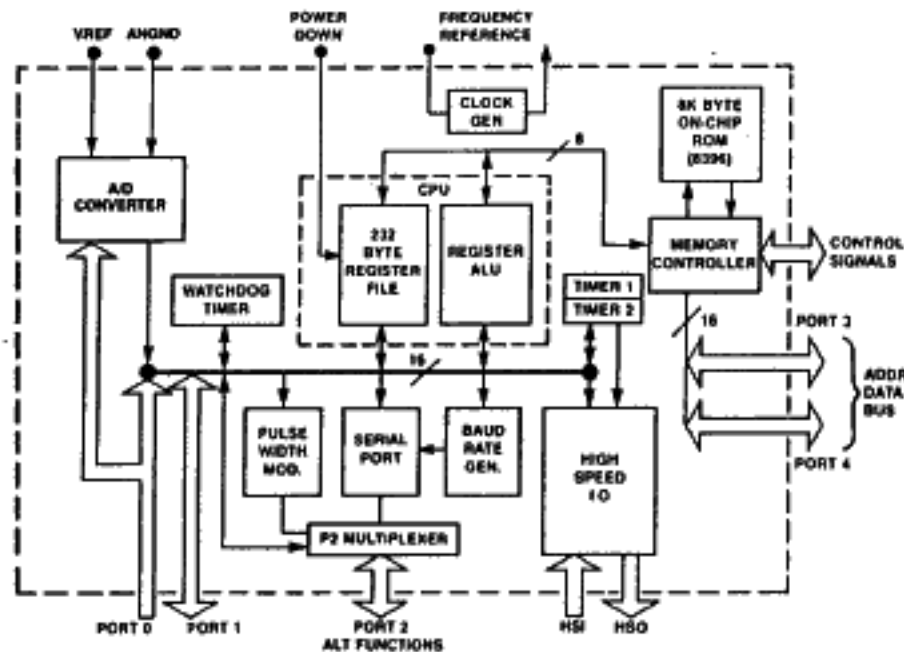 POWER
DOWN
FREQUENCY
REFERENCE
VREF
ANGND
CLOCK
GEN
8K BYTE
ON-CHIP
ROM
(8396)
8
CPU
A/D
CONVERTER
232
BYTE
REGISTER
FILE
REGISTER
ALU
MEMORY
CONTROLLER
CONTROL
SIGNALS
WATCHDOG
TIMER
TIMER 1
TIMER 2
16
PORT 3
16
ADDR
DATA
BUS
PULSE
WIDTH
MOD.
SERIAL
PORT
BAUD
RATE
GEN.
HIGH
SPEED
I/O
PORT 4
P2 MULTIPLEXER
PORT 0
PORT 1
PORT 2
ALT FUNCTIONS
HSI
HSO